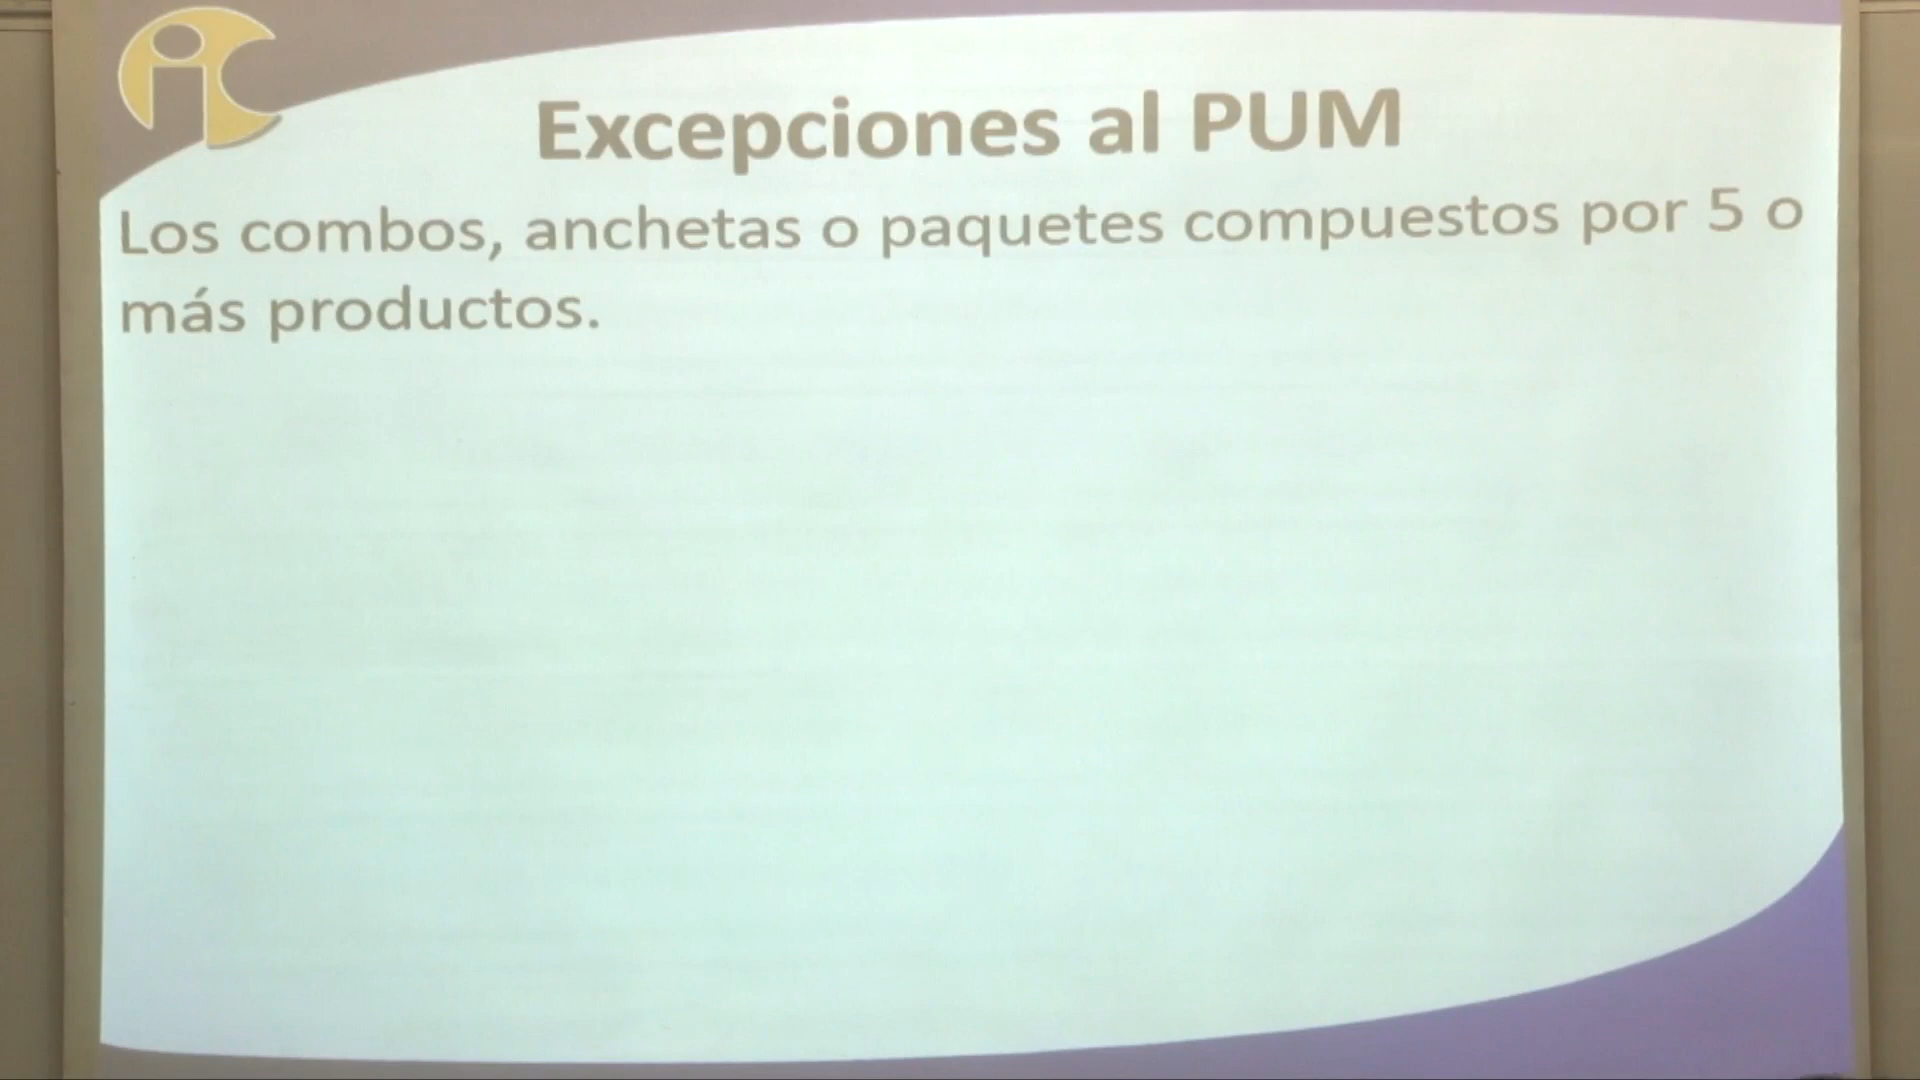 Excepciones al PUM
Los combos, anchetas o paquetes compuestos por 5 o
más productos.